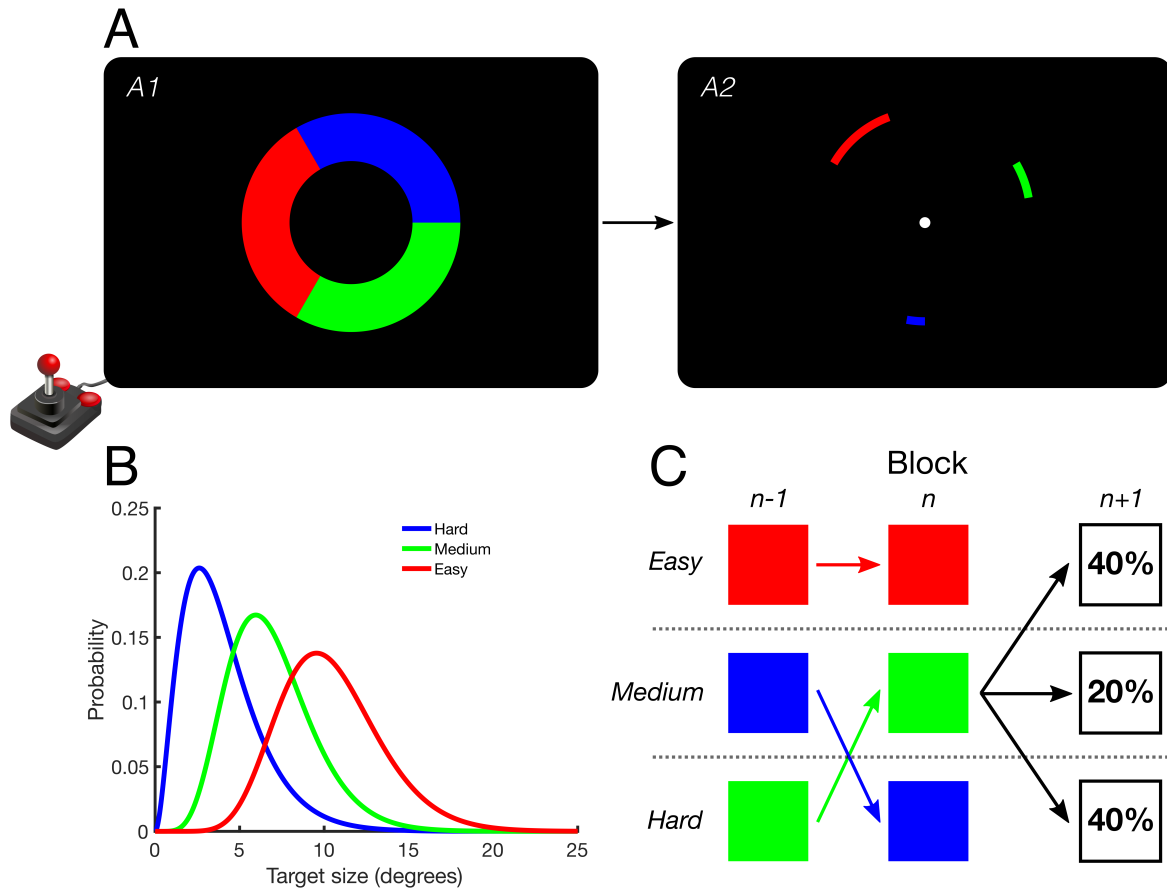 A
A1
A2
B
0.25
0.2
0.15
0.1
0.05
0
Probability
Hard
Medium
Easy
0 5 10 15 20 25
Target size (degrees)
C
Block
n-1 n n+1
Easy 40%
Medium 20%
Hard 40%